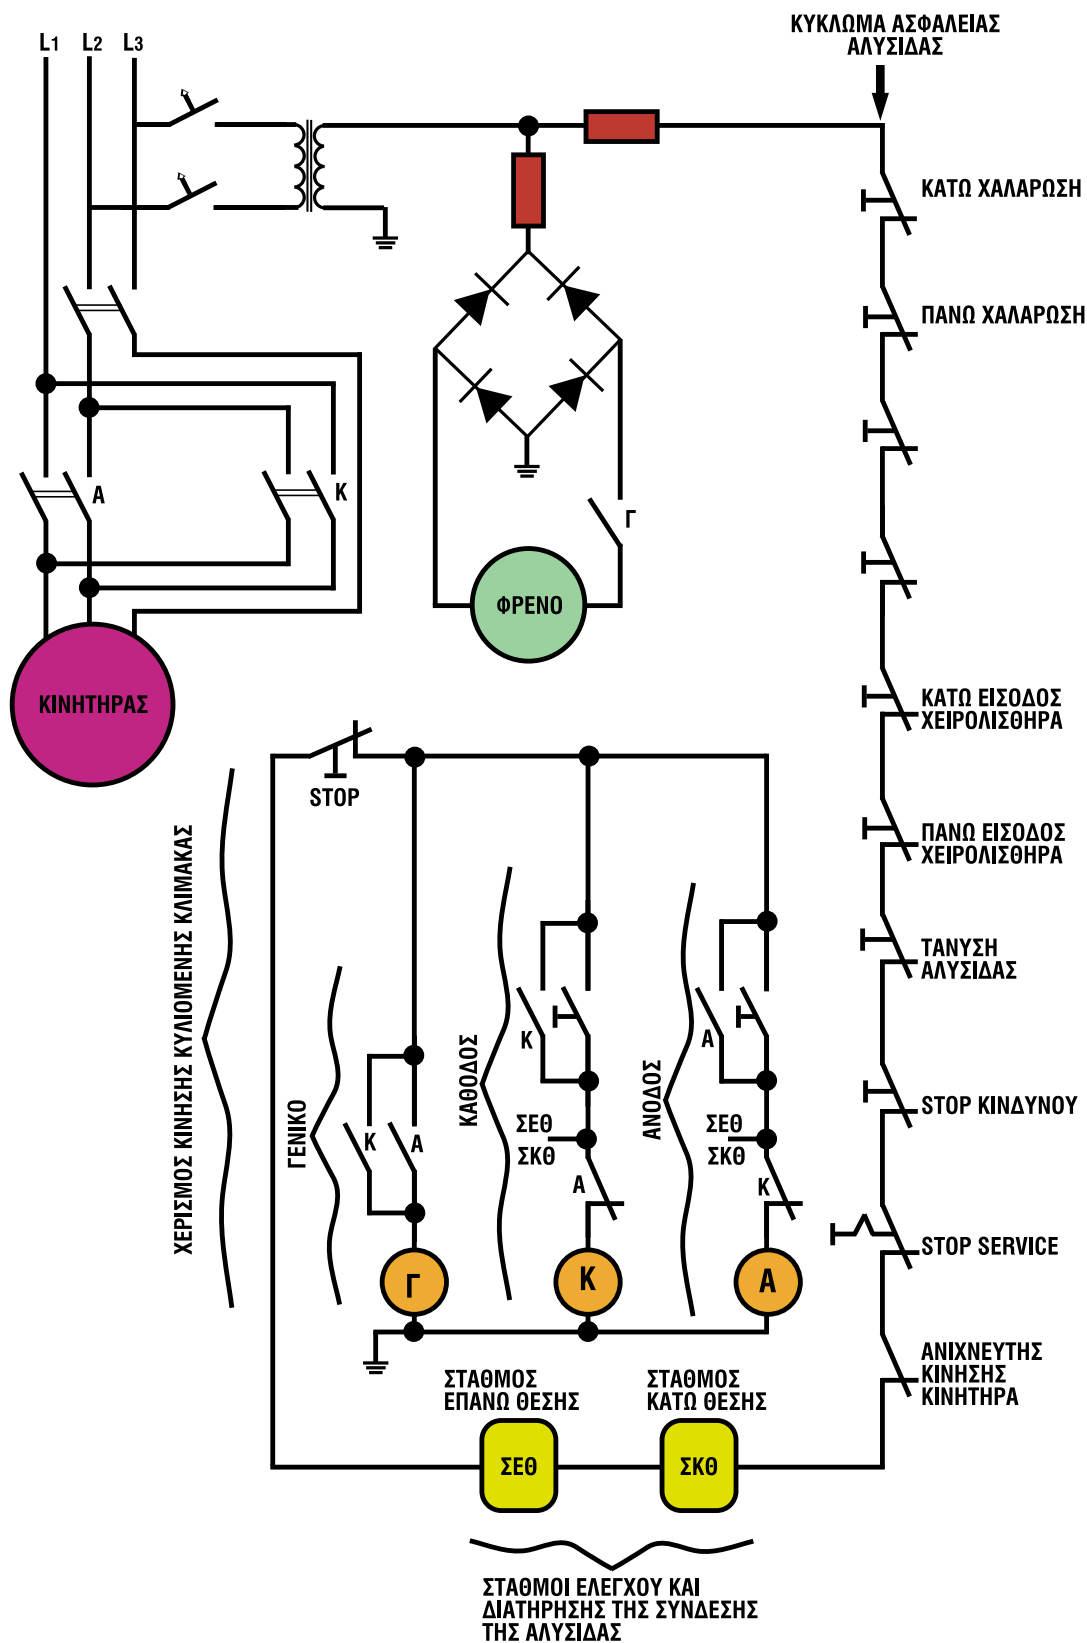 ΚΥΚΛΩΜΑ ΑΣΦΑΛΕΙΑΣ
ΑΛΥΣΙΔΑΣ
L1
L2
L3
ΚΑΤΩ ΧΑΛΑΡΩΣΗ
ΠΑΝΩ ΧΑΛΑΡΩΣΗ
Α
Κ
Γ
ΦΡΕΝΟ
ΚΙΝΗΤΗΡΑΣ
ΚΑΤΩ ΕΙΣΟΔΟΣ
ΧΕΙΡΟΛΙΣΘΗΡΑ
STOP
ΠΑΝΩ ΕΙΣΟΔΟΣ
ΧΕΙΡΟΛΙΣΘΗΡΑ
ΤΑΝΥΣΗ
ΑΛΥΣΙΔΑΣ
ΧΕΡΙΣΜΟΣ ΚΙΝΗΣΗΣ ΚΥΛΙΟΜΕΝΗΣ ΚΛΙΜΑΚΑΣ
ΓΕΝΙΚΟ
ΚΑΘΟΔΟΣ
ΑΝΟΔΟΣ
Κ
Α
Κ
Α
ΣΕΘ
ΣΚΘ
ΣΕΘ
ΣΚΘ
Α
Κ
STOP ΚΙΝΔΥΝΟΥ
STOP SERVICE
Γ
Κ
Α
ΑΝΙΧΝΕΥΤΗΣ
ΚΙΝΗΣΗΣ
ΚΙΝΗΤΗΡΑ
ΣΤΑΘΜΟΣ
ΕΠΑΝΩ ΘΕΣΗΣ
ΣΤΑΘΜΟΣ
ΚΑΤΩ ΘΕΣΗΣ
ΣΕΘ
ΣΚΘ
ΣΤΑΘΜΟΙ ΕΛΕΓΧΟΥ ΚΑΙ
ΔΙΑΤΗΡΗΣΗΣ ΤΗΣ ΣΥΝΔΕΣΗΣ
ΤΗΣ ΑΛΥΣΙΔΑΣ